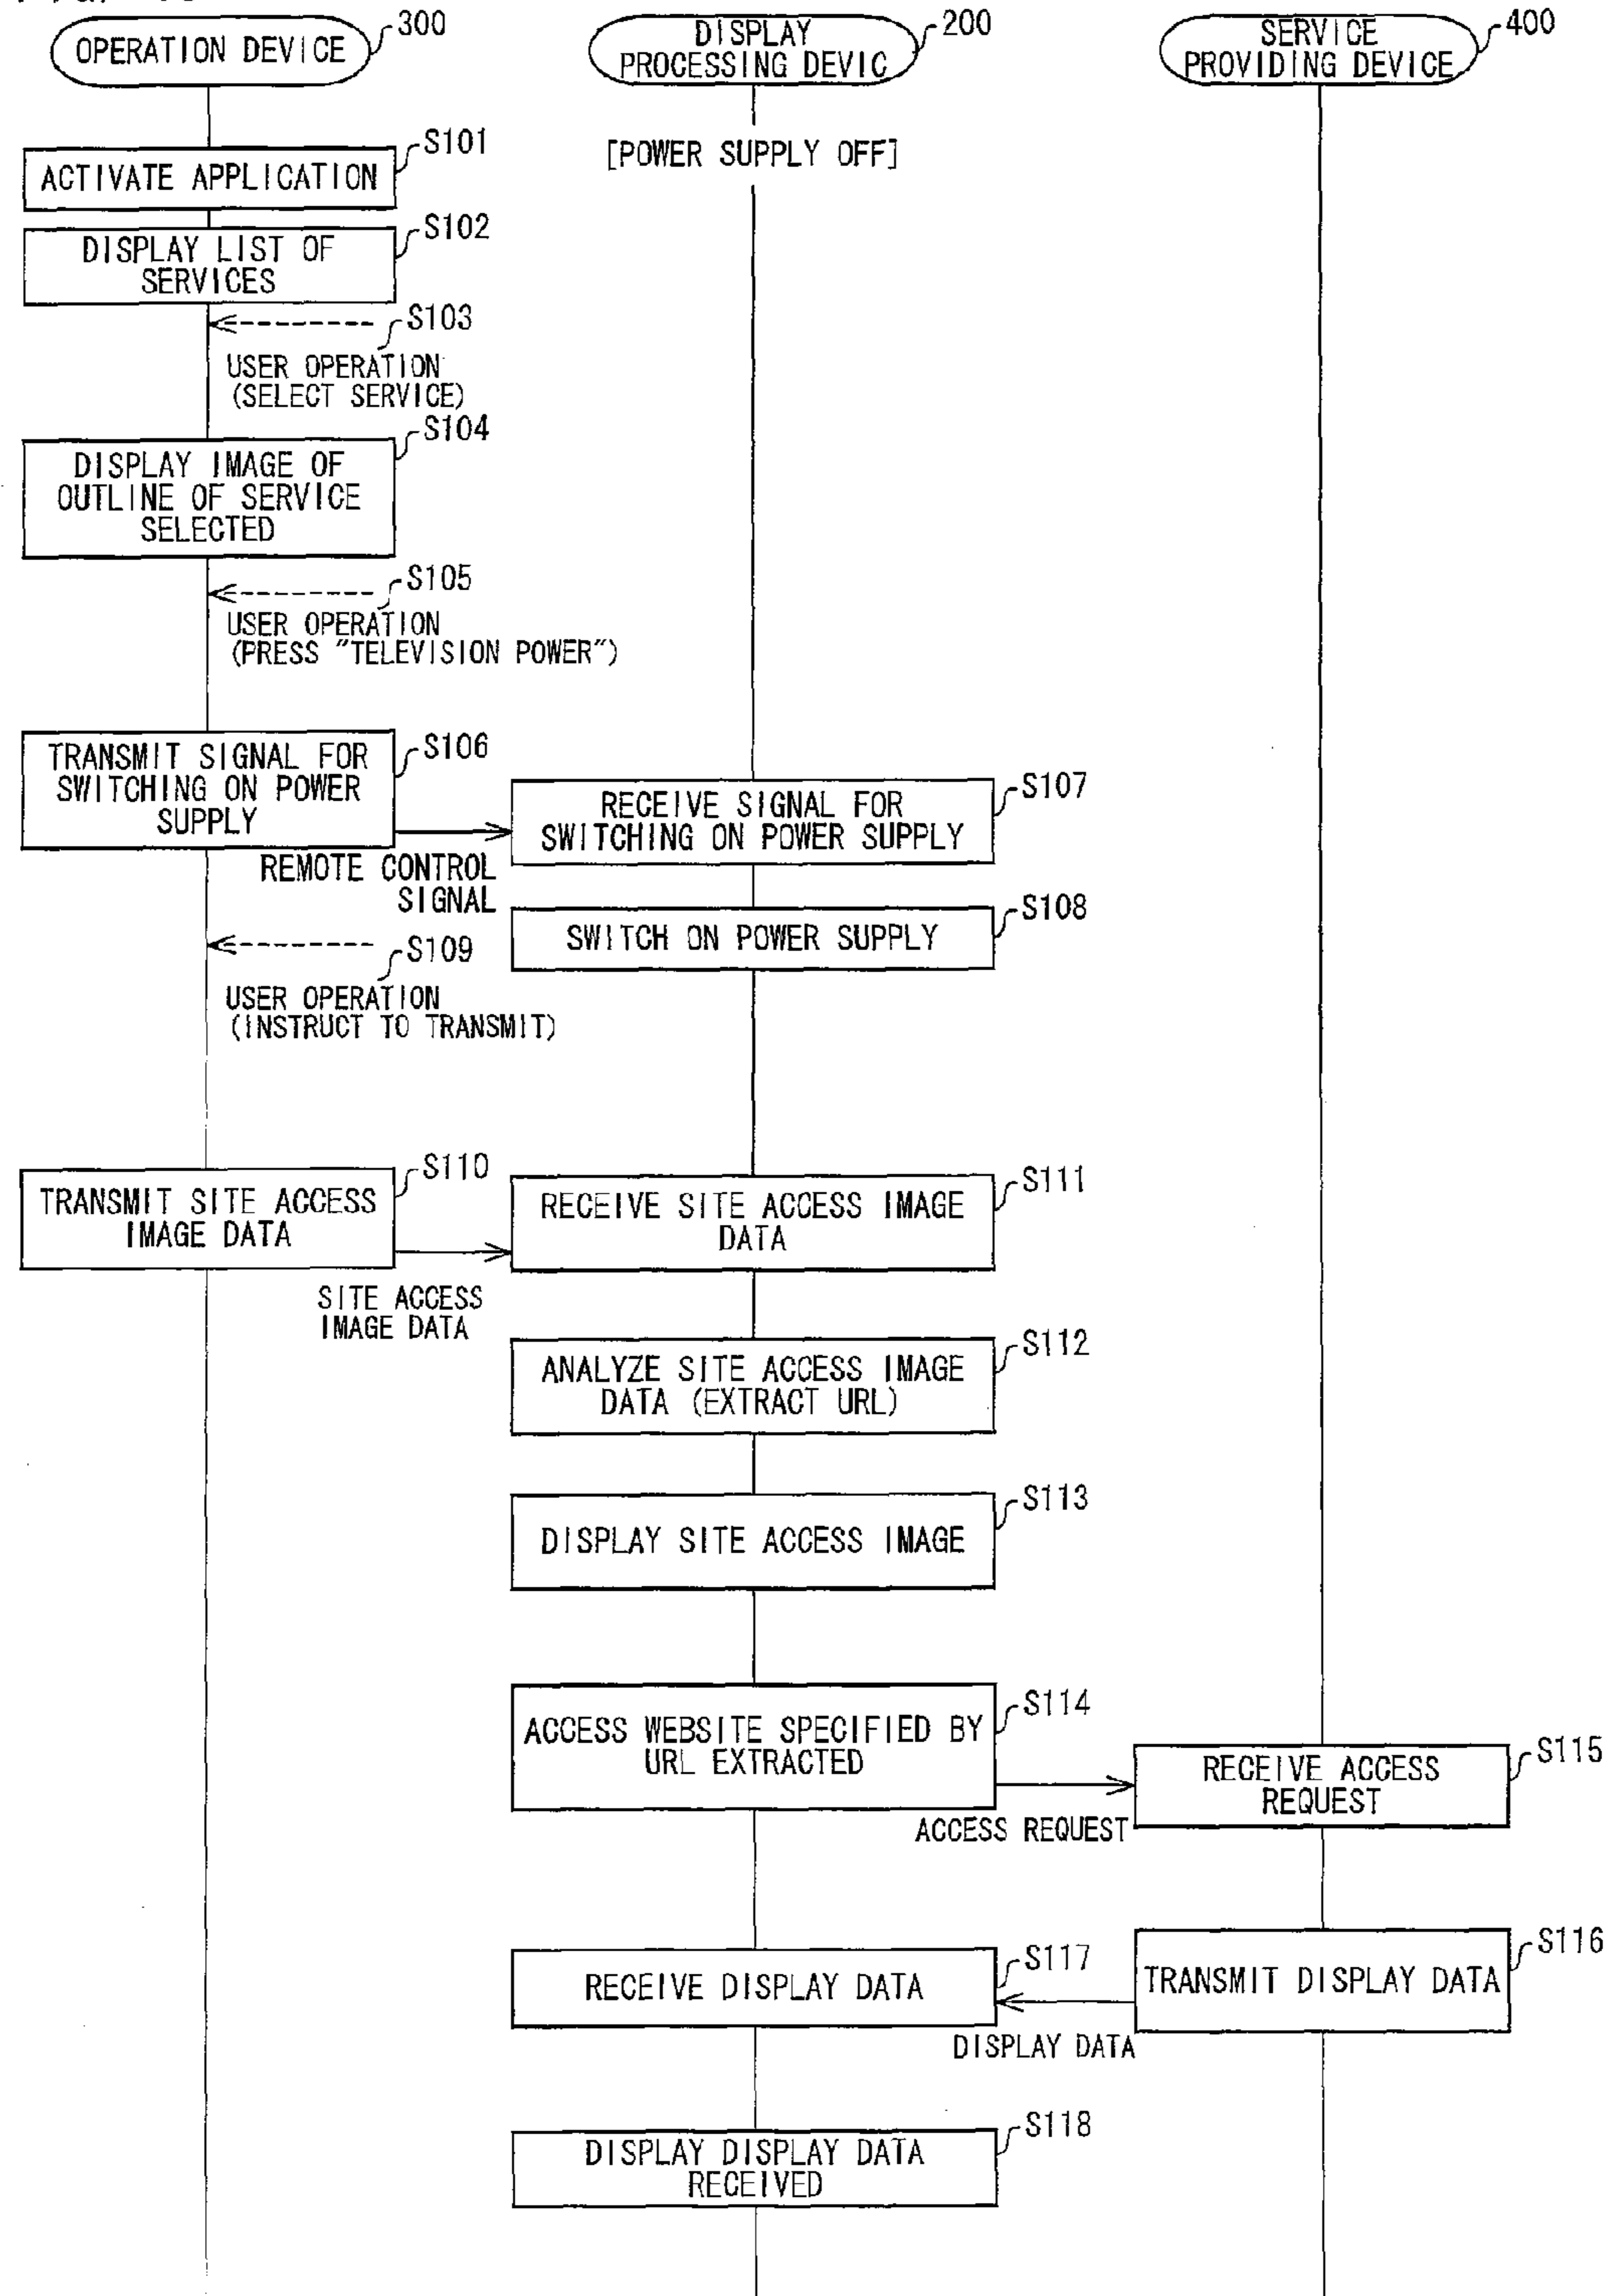 OPERATION DEVICE
300
DISPLAY
PROCESSING DEVIC
200
SERVICE
PROVIDING DEVICE
400
[POWER SUPPLY OFF]
S101
ACTIVATE APPLICATION
S102
DISPLAY LIST OF
SERVICES
S103
USER OPERATION
(SELECT SERVICE)
S104
DISPLAY IMAGE OF
OUTLINE OF SERVICE
SELECTED
S105
USER OPERATION
(PRESS "TELEVISION POWER")
S106
TRANSMIT SIGNAL FOR
SWITCHING ON POWER
SUPPLY
REMOTE CONTROL
SIGNAL
S107
RECEIVE SIGNAL FOR
SWITCHING ON POWER SUPPLY
S108
SWITCH ON POWER SUPPLY
S109
USER OPERATION
(INSTRUCT TO TRANSMIT)
S110
TRANSMIT SITE ACCESS
IMAGE DATA
SITE ACCESS
IMAGE DATA
S111
RECEIVE SITE ACCESS IMAGE
DATA
S112
ANALYZE SITE ACCESS IMAGE
DATA (EXTRACT URL)
S113
DISPLAY SITE ACCESS IMAGE
S114
ACCESS WEBSITE SPECIFIED BY
URL EXTRACTED
ACCESS REQUEST
S115
RECEIVE ACCESS
REQUEST
S116
TRANSMIT DISPLAY DATA
DISPLAY DATA
S117
RECEIVE DISPLAY DATA
S118
DISPLAY DISPLAY DATA
RECEIVED